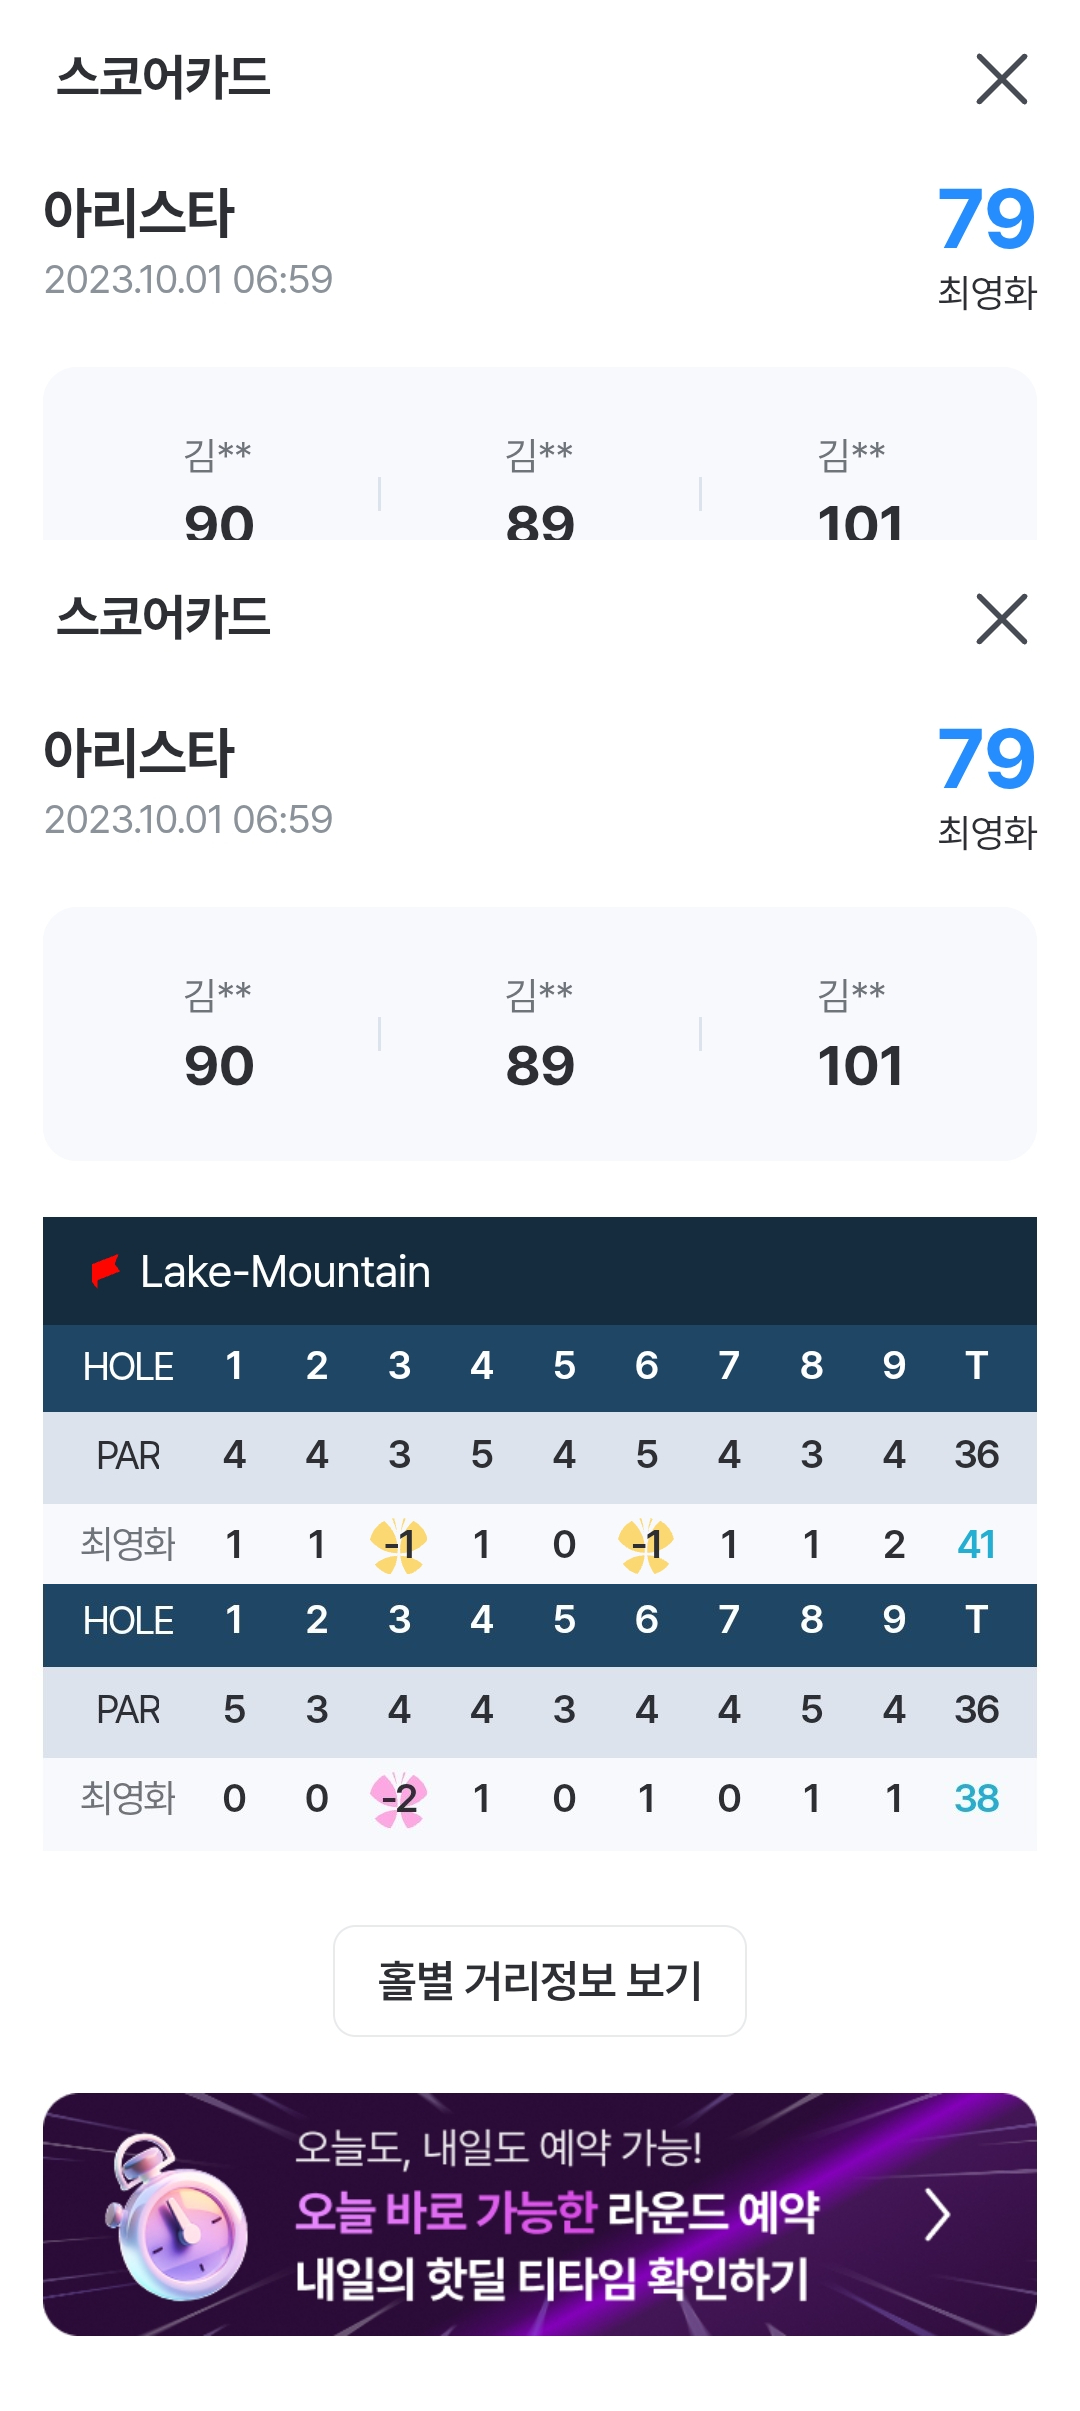 스코어카드
아리스타 79
2023.10.01 06:59 최영화
김** 김** 김**
90 89 101
스코어카드
아리스타 79
2023.10.01 06:59 최영화
김** 김** 김**
90 89 101
Lake-Mountain
HOLE 1 2 3 4 5 6 7 8 9 T
PAR 4 4 3 5 4 5 4 3 4 36
최영화 1 1 -1 1 0 -1 1 1 2 41
HOLE 1 2 3 4 5 6 7 8 9 T
PAR 5 3 4 4 3 4 4 5 4 36
최영화 0 0 -2 1 0 1 0 1 1 38
홀별 거리정보 보기
오늘도, 내일도 예약 가능!
오늘 바로 가능한 라운드 예약
내일의 핫딜 티타임 확인하기